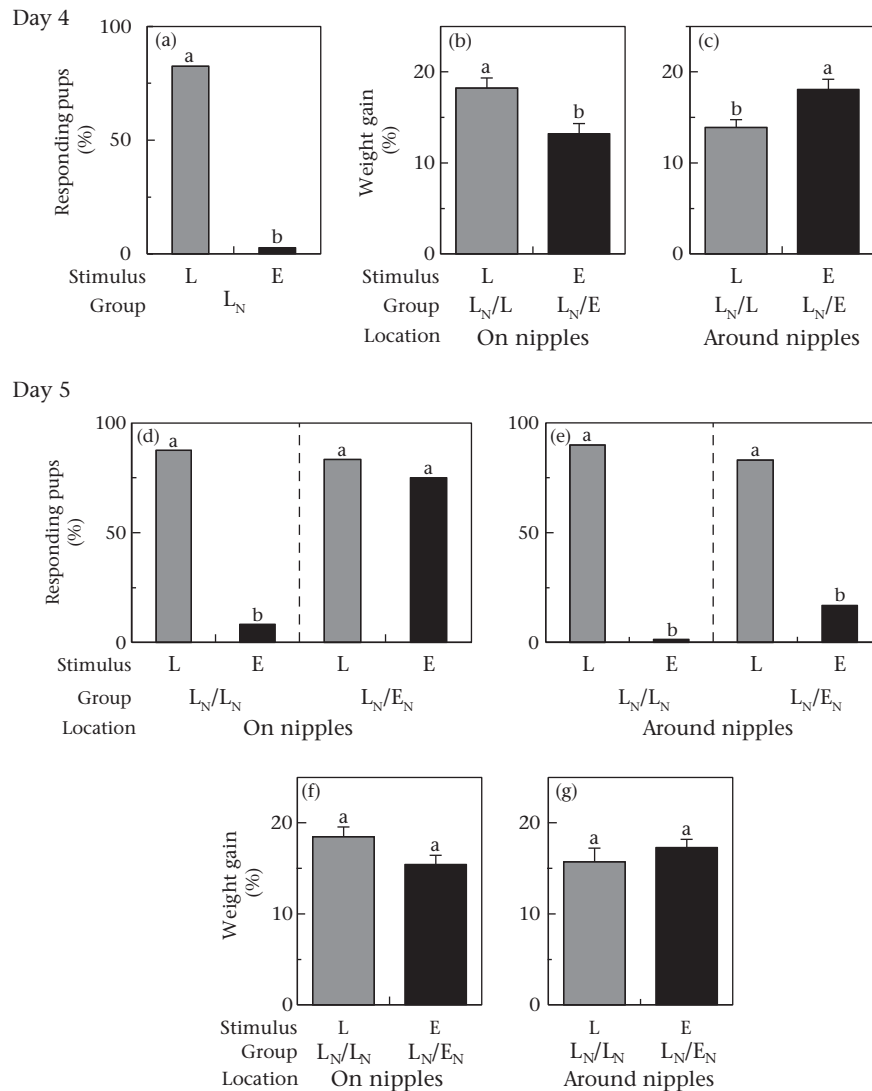 Day 4
100
50
0
Responding pups
(%)
(a)
a
b
Stimulus L E
Group L_N
20
10
0
Weight gain
(%)
(b)
a
b
Stimulus L E
Group L_N/L L_N/E
Location On nipples
20
10
0
(c)
b
a
L E
L_N/L L_N/E
Around nipples
Day 5
100
50
0
Responding pups
(%)
(d)
a
b
a
a
Stimulus L E L E
Group L_N/L_N L_N/E_N
Location On nipples
100
50
0
(e)
a
b
a
b
L E L E
L_N/L_N L_N/E_N
Around nipples
20
10
0
Weight gain
(%)
(f)
a
a
Stimulus L E
Group L_N/L_N L_N/E_N
Location On nipples
20
10
0
(g)
a
a
L E
L_N/L_N L_N/E_N
Around nipples